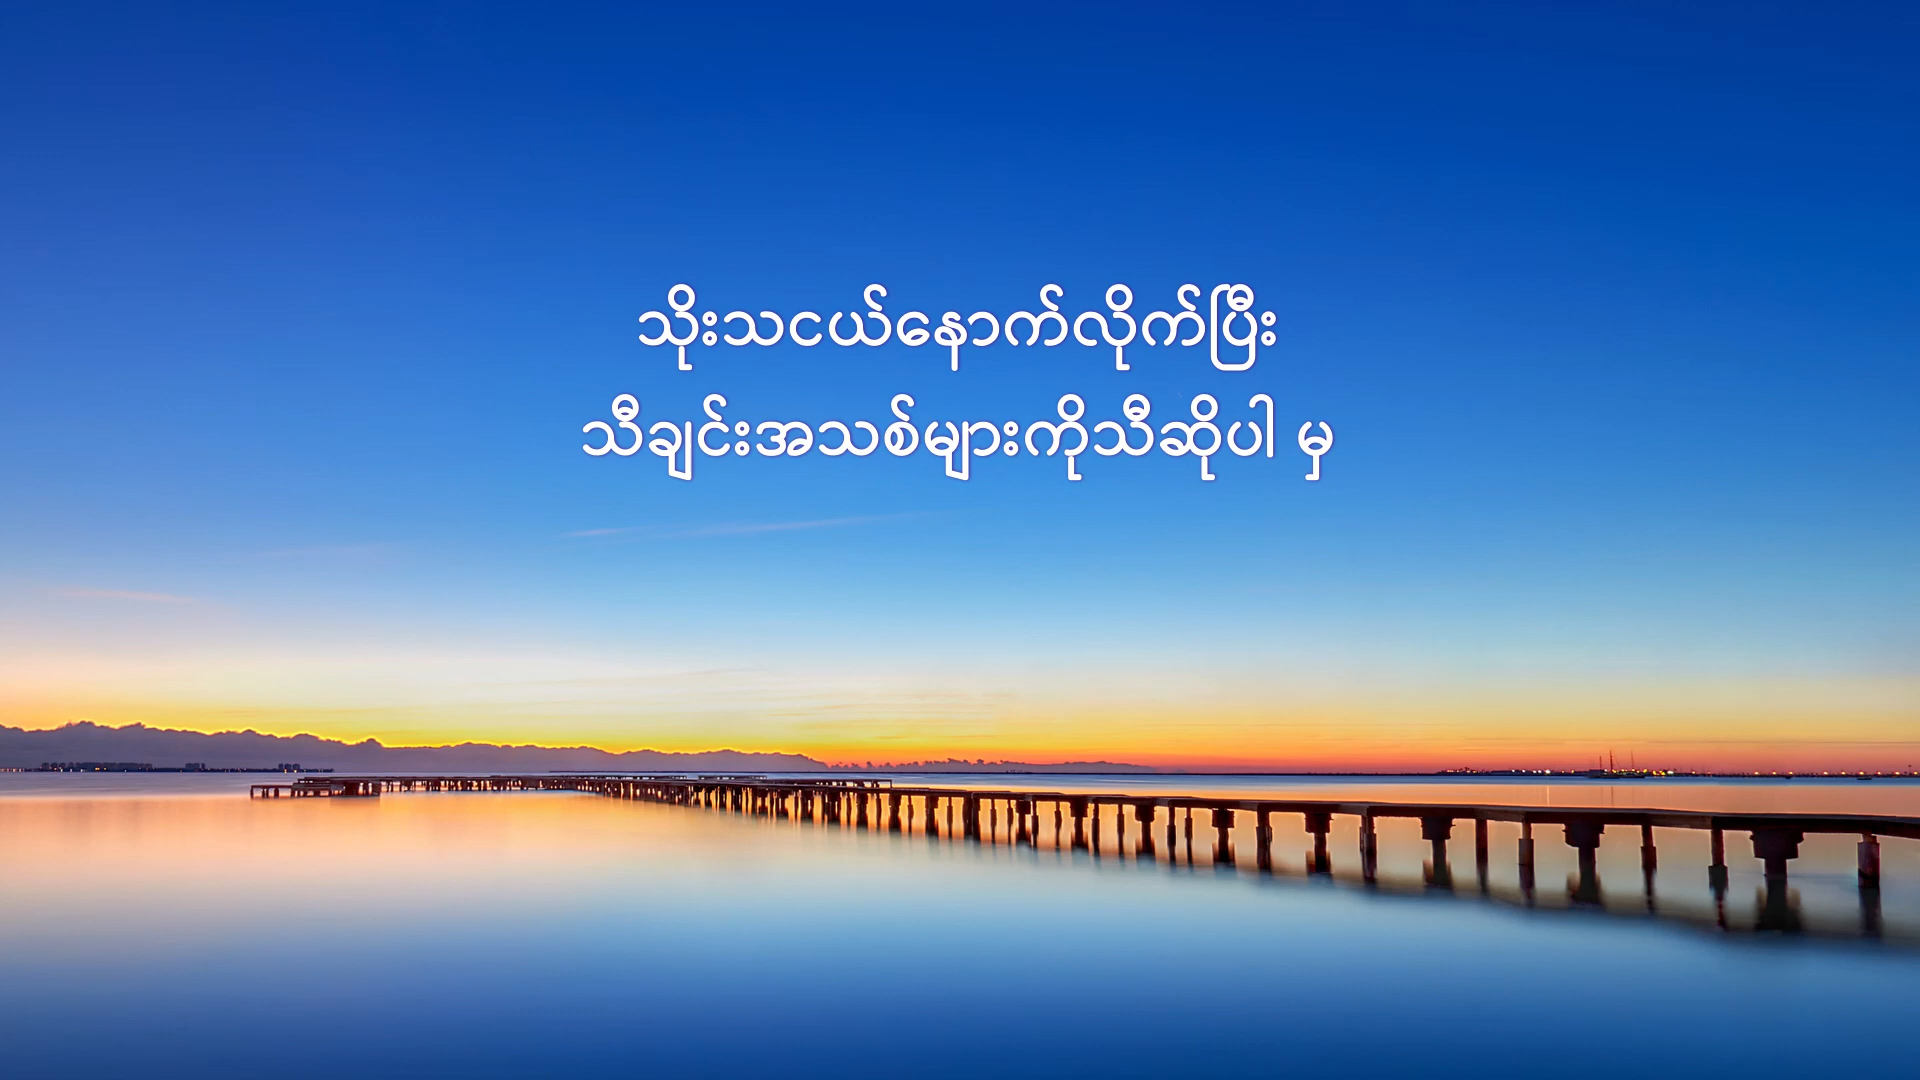 သိုးသငယ်နောက်လိုက်ပြီး
သီချင်းအသစ်များကိုသီဆိုပါ မှ